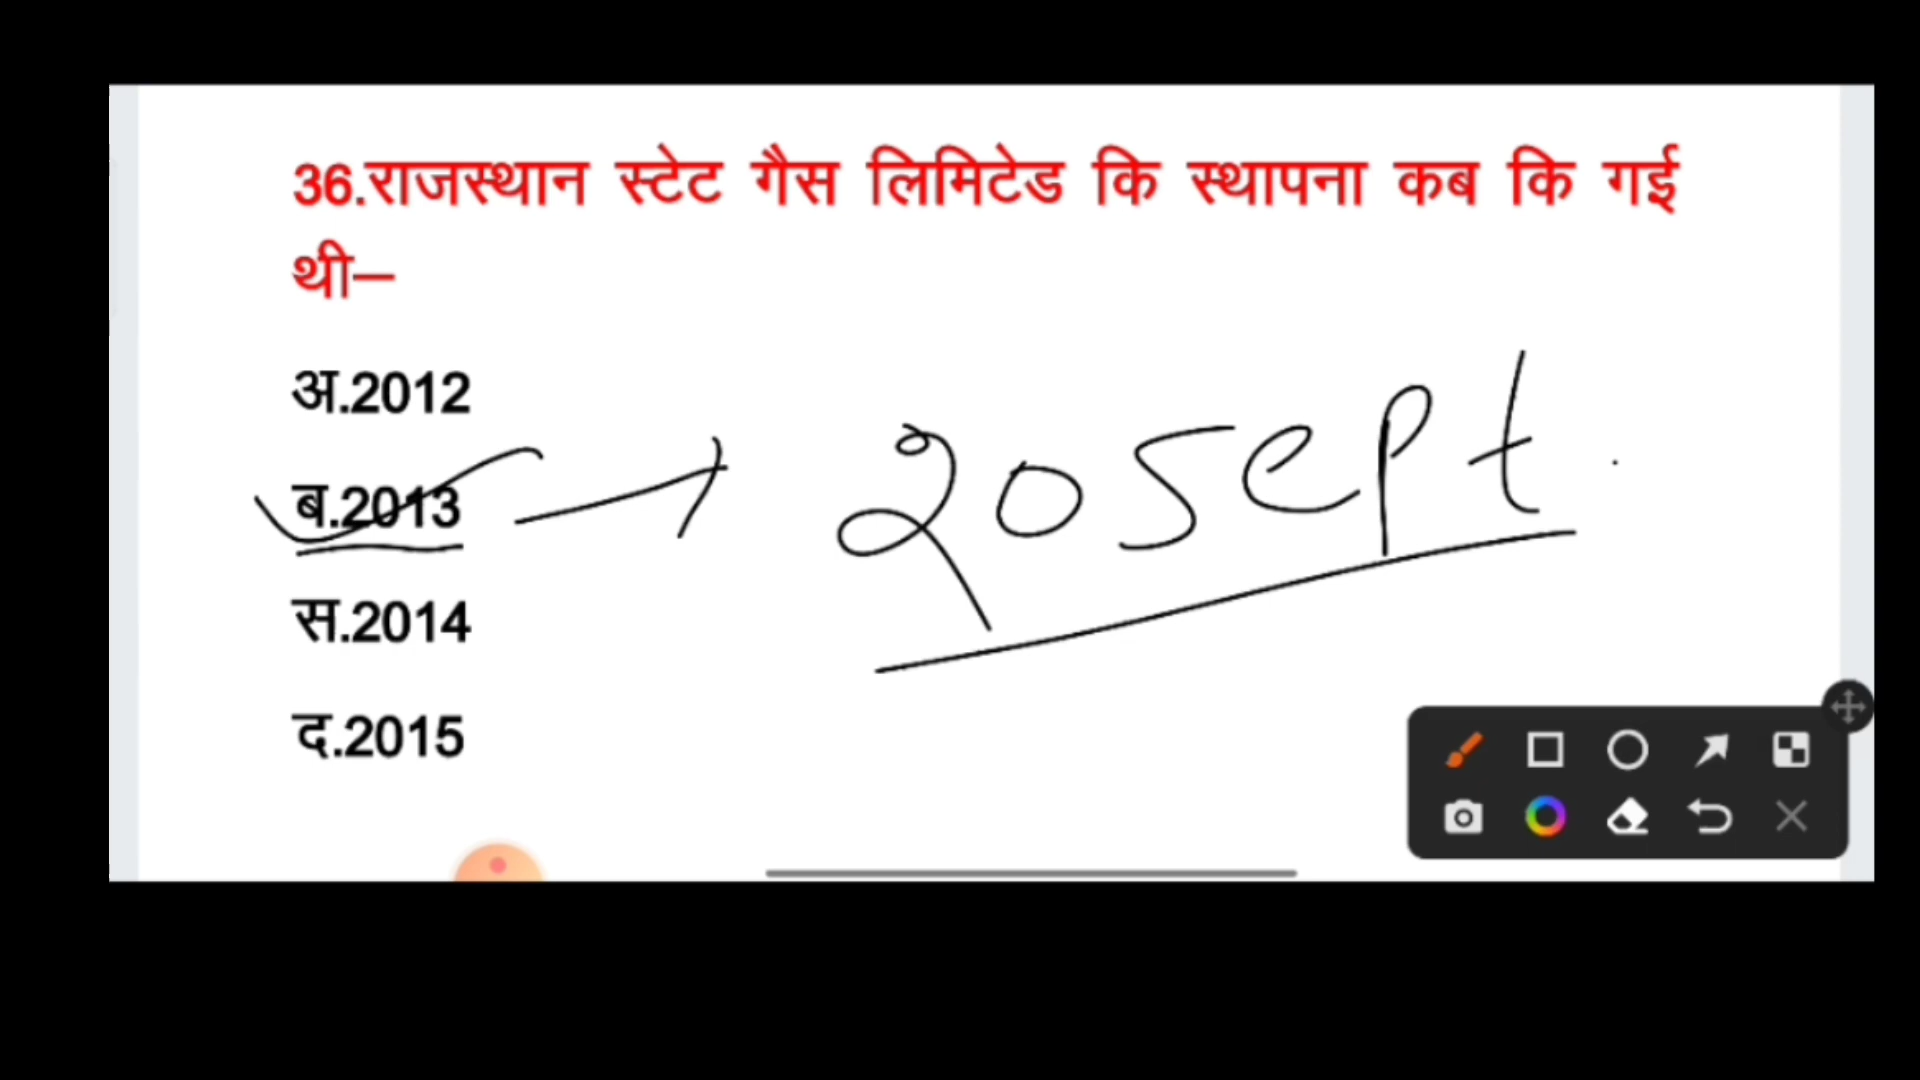 36.राजस्थान स्टेट गैस लिमिटेड कि स्थापना कब कि गई
थी–
अ.2012
ब.2013 → 20 Sept
स.2014
द.2015